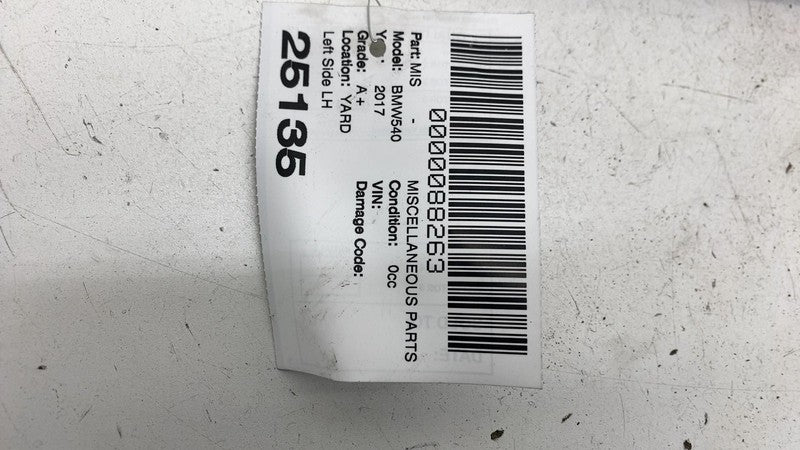 0000088263
Part: MIS - MISCELLANEOUS PARTS
Model: BMW540 Condition: 0cc
2017 VIN:
Grade: A+ Damage Code:
Location: YARD
Left Side LH
25135
DATE: